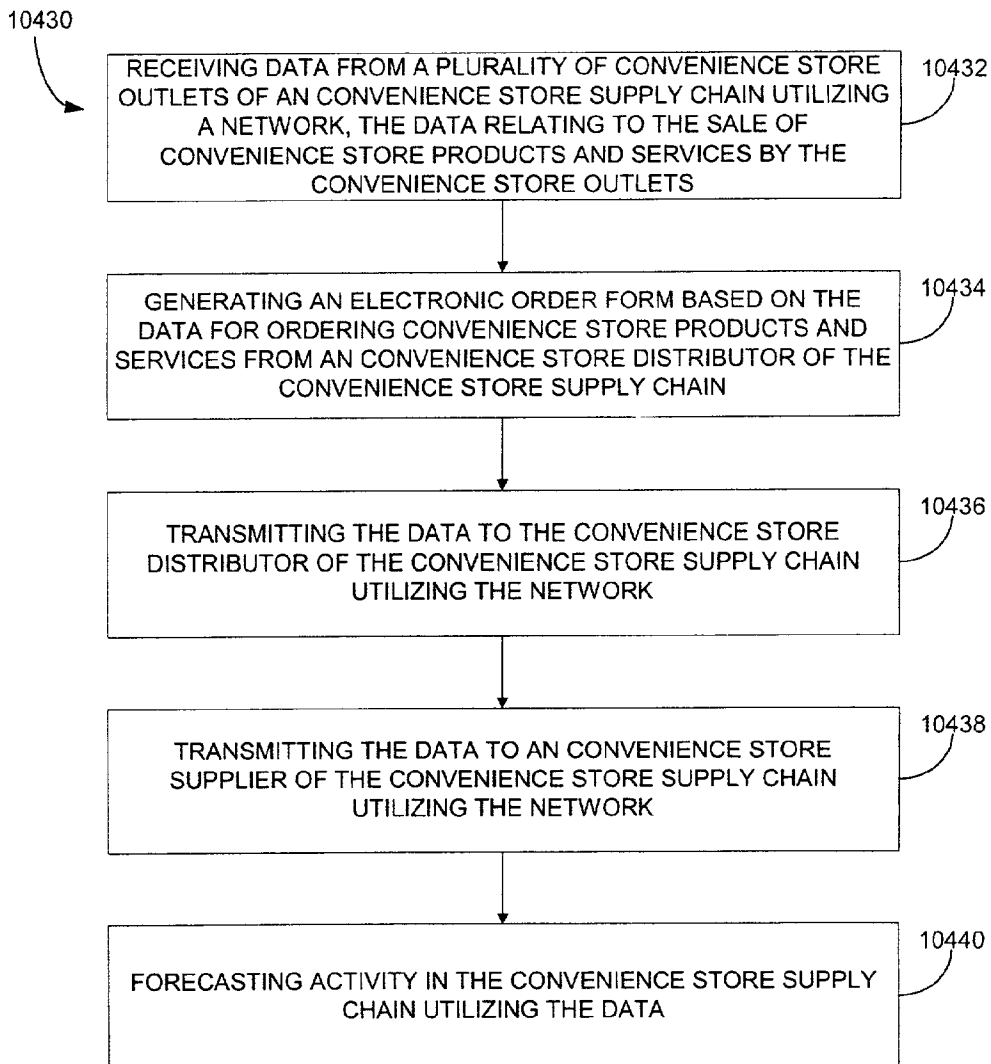 10430
RECEIVING DATA FROM A PLURALITY OF CONVENIENCE STORE
OUTLETS OF AN CONVENIENCE STORE SUPPLY CHAIN UTILIZING
A NETWORK, THE DATA RELATING TO THE SALE OF
CONVENIENCE STORE PRODUCTS AND SERVICES BY THE
CONVENIENCE STORE OUTLETS
10432
GENERATING AN ELECTRONIC ORDER FORM BASED ON THE
DATA FOR ORDERING CONVENIENCE STORE PRODUCTS AND
SERVICES FROM AN CONVENIENCE STORE DISTRIBUTOR OF THE
CONVENIENCE STORE SUPPLY CHAIN
10434
TRANSMITTING THE DATA TO THE CONVENIENCE STORE
DISTRIBUTOR OF THE CONVENIENCE STORE SUPPLY CHAIN
UTILIZING THE NETWORK
10436
TRANSMITTING THE DATA TO AN CONVENIENCE STORE
SUPPLIER OF THE CONVENIENCE STORE SUPPLY CHAIN
UTILIZING THE NETWORK
10438
FORECASTING ACTIVITY IN THE CONVENIENCE STORE SUPPLY
CHAIN UTILIZING THE DATA
10440